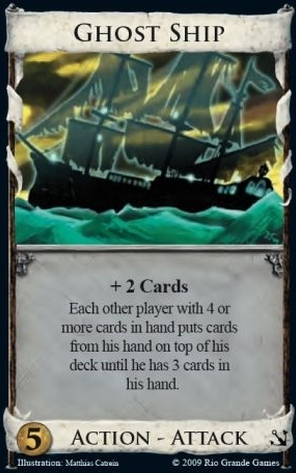 GHOST SHIP
+ 2 Cards
Each other player with 4 or
more cards in hand puts cards
from his hand on top of his
deck until he has 3 cards in
his hand.
5 ACTION - ATTACK
Illustration: Matthias Catrein © 2009 Rio Grande Games